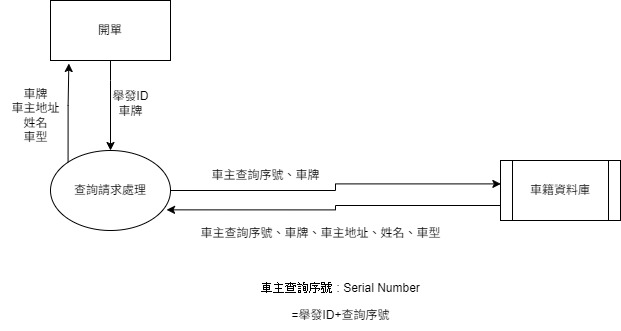 開單
車牌
車主地址
姓名
車型
舉發ID
車牌
查詢請求處理
車主查詢序號、車牌
車籍資料庫
車主查詢序號、車牌、車主地址、姓名、車型
車主查詢序號 : Serial Number
=舉發ID+查詢序號